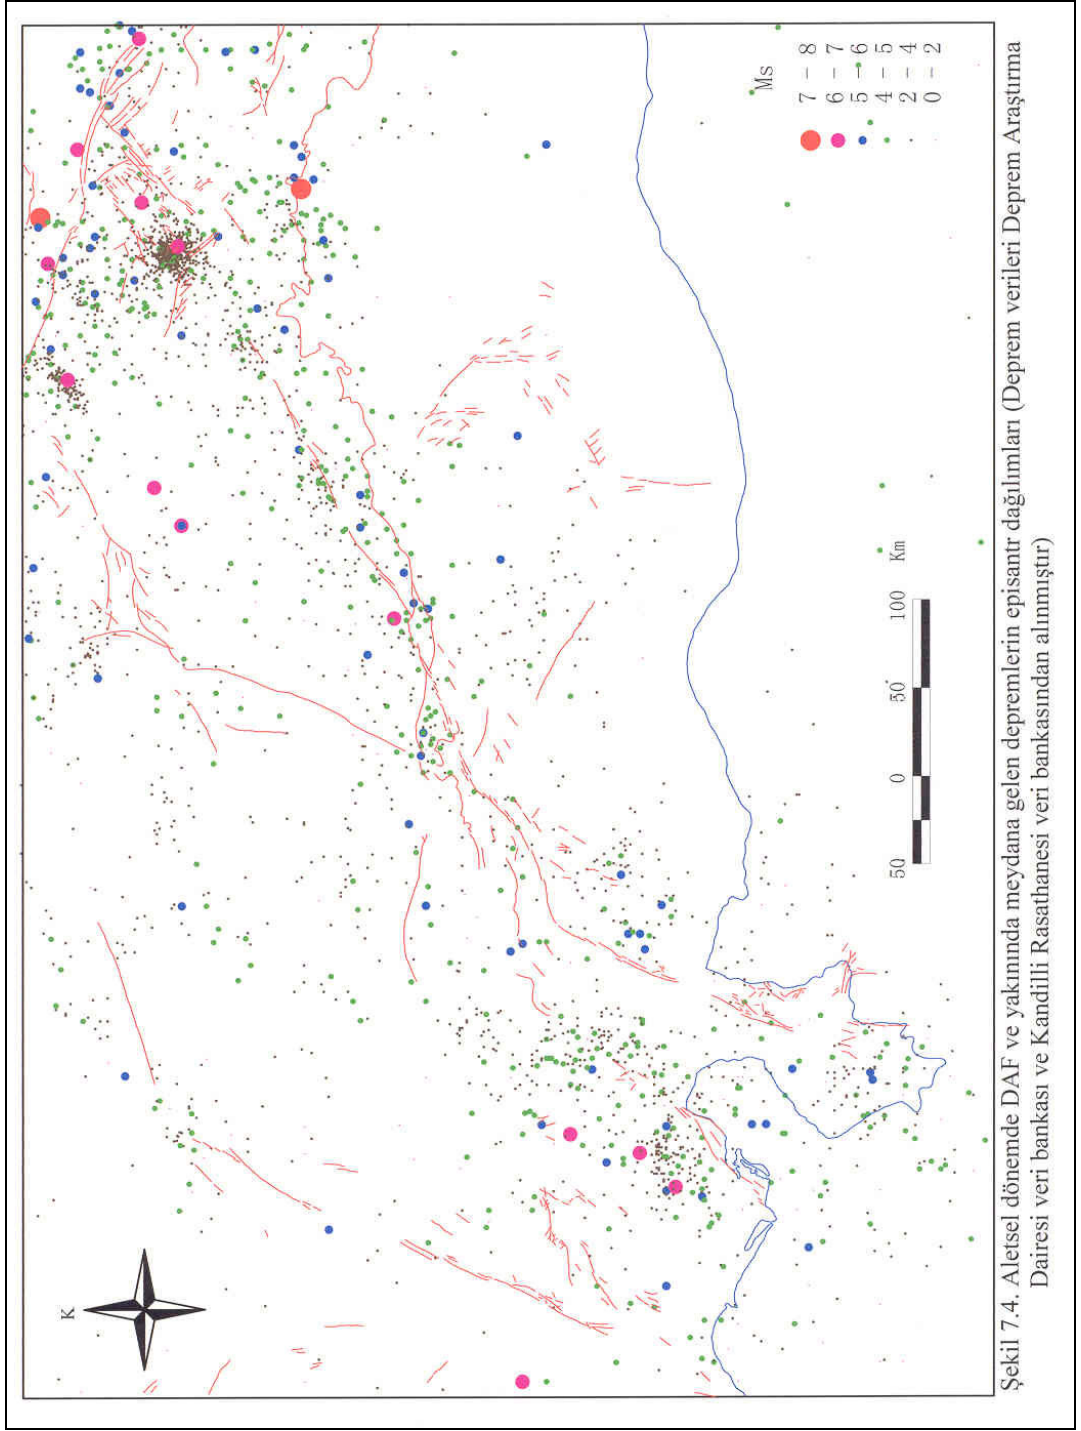 K
Ms
7 - 8
6 - 7
5 - 6
4 - 5
2 - 4
0 - 2
50 0 50 100 Km
Şekil 7.4. Aletsel dönemde DAF ve yakınında meydana gelen depremlerin episantr dağılımları (Deprem verileri Deprem Araştırma
Dairesi veri bankası ve Kandilli Rasathanesi veri bankasından alınmıştır)